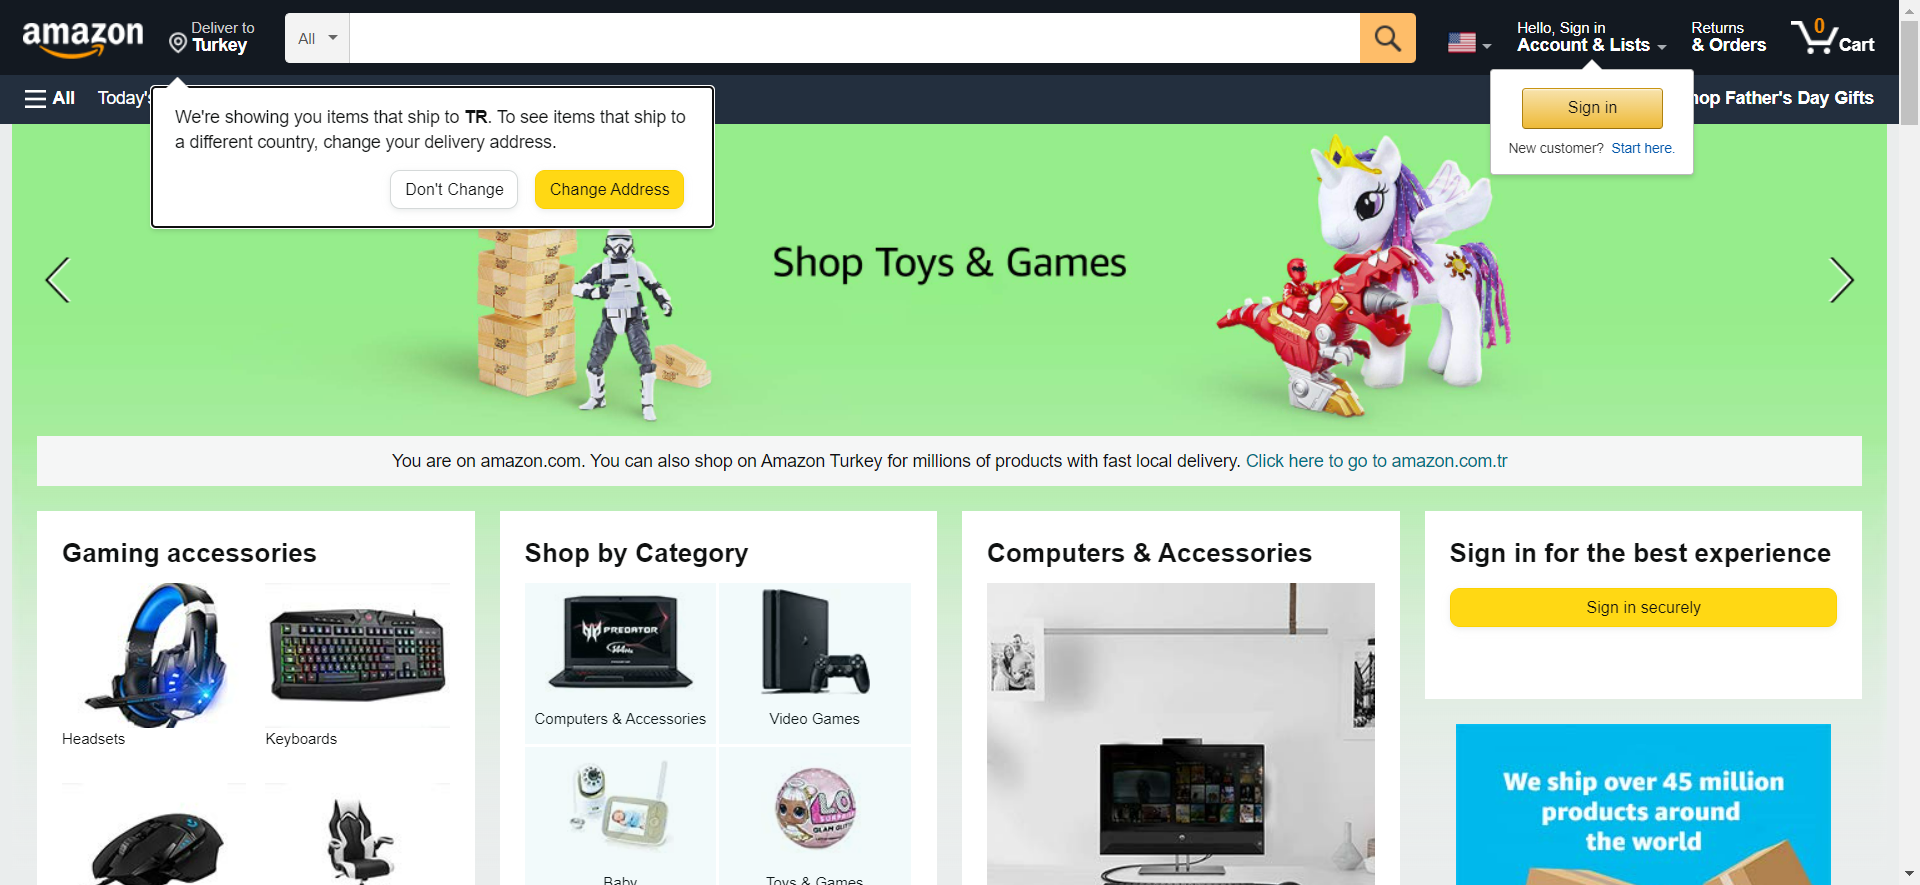 amazon
Deliver to
Turkey
All
Hello, Sign in
Account & Lists
Returns
& Orders
0
Cart
All
Today's
hop Father's Day Gifts
We're showing you items that ship to TR. To see items that ship to
a different country, change your delivery address.
Don't Change
Change Address
Sign in
New customer? Start here.
Shop Toys & Games
You are on amazon.com. You can also shop on Amazon Turkey for millions of products with fast local delivery. Click here to go to amazon.com.tr
Gaming accessories
Headsets
Keyboards
Shop by Category
PREDATOR
144Hz
Computers & Accessories
Video Games
L.O.L.
SURPRISE
GLAM GLITTER
Baby
Toys & Games
Computers & Accessories
Sign in for the best experience
Sign in securely
We ship over 45 million
products around
the world